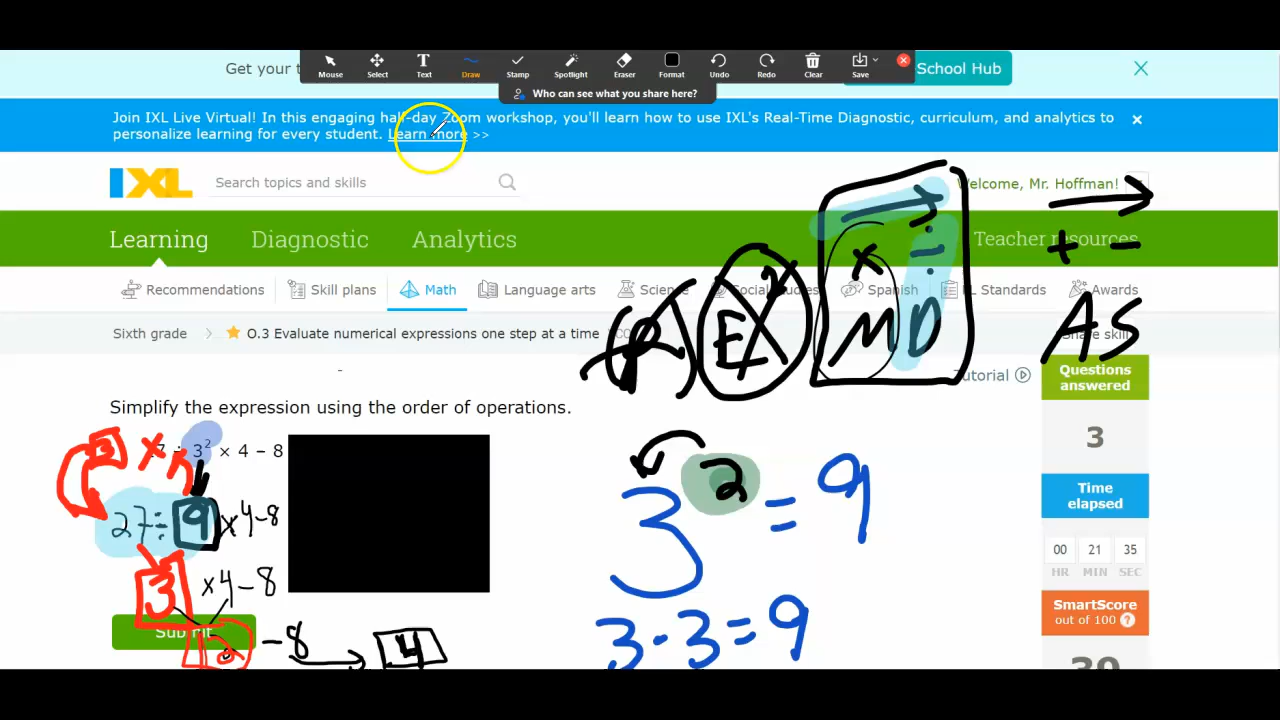 Get your t
School Hub
Mouse Select Text Draw Stamp Spotlight Eraser Format Undo Redo Clear Save
Who can see what you share here?
Join IXL Live Virtual! In this engaging half-day Zoom workshop, you'll learn how to use IXL's Real-Time Diagnostic, curriculum, and analytics to
personalize learning for every student. Learn more >>
IXL Search topics and skills Welcome, Mr. Hoffman!
Learning Diagnostic Analytics Teacher resources
Recommendations Skill plans Math Language arts Science Social studies Spanish Standards Awards
+ −
× ÷
EX MD AS
Sixth grade O.3 Evaluate numerical expressions one step at a time Share skill
Tutorial
Questions
answered
3
Simplify the expression using the order of operations.
3² × 4 – 8
27 ÷ 9 × 4 – 8
3 × 4 – 8
– 8 → 4
3² = 9
3 · 3 = 9
Submit
Time
elapsed
00 21 35
HR MIN SEC
SmartScore
out of 100
39